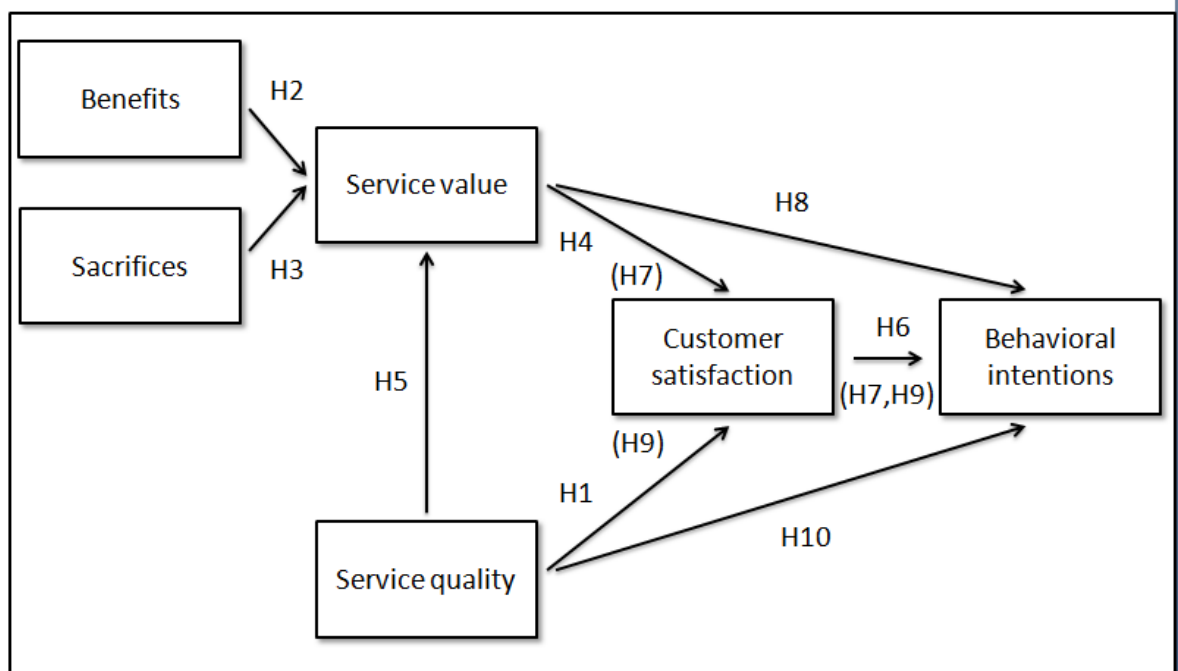 Benefits
H2
Service value
Sacrifices
H3
H8
H4
(H7)
Customer
satisfaction
H6
(H7,H9)
Behavioral
intentions
H5
(H9)
H1
H10
Service quality